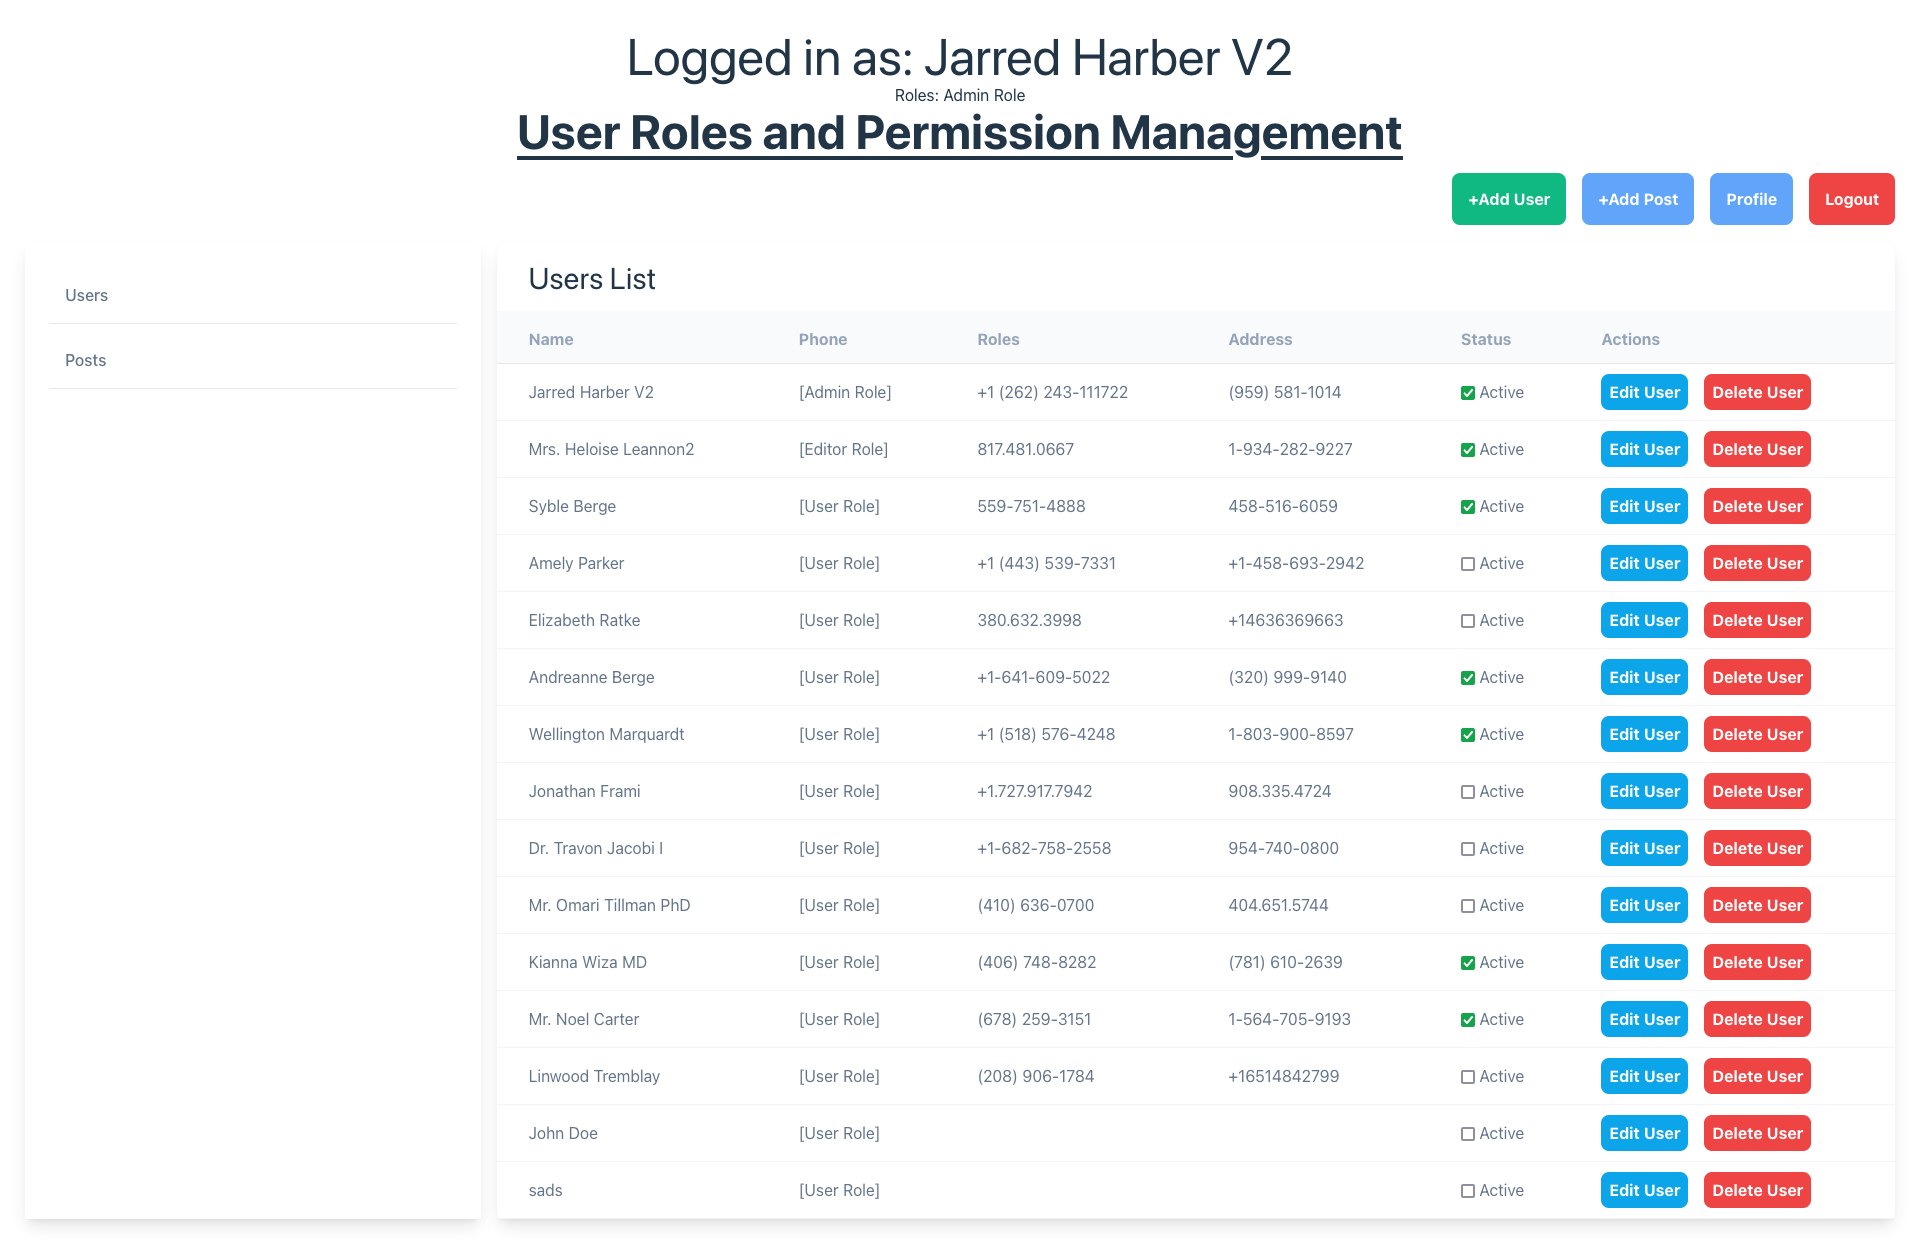 Logged in as: Jarred Harber V2
Roles: Admin Role
User Roles and Permission Management
+Add User +Add Post Profile Logout
Users
Posts
Users List
Name Phone Roles Address Status Actions
Jarred Harber V2 [Admin Role] +1 (262) 243-111722 (959) 581-1014 Active Edit User Delete User
Mrs. Heloise Leannon2 [Editor Role] 817.481.0667 1-934-282-9227 Active Edit User Delete User
Syble Berge [User Role] 559-751-4888 458-516-6059 Active Edit User Delete User
Amely Parker [User Role] +1 (443) 539-7331 +1-458-693-2942 Active Edit User Delete User
Elizabeth Ratke [User Role] 380.632.3998 +14636369663 Active Edit User Delete User
Andreanne Berge [User Role] +1-641-609-5022 (320) 999-9140 Active Edit User Delete User
Wellington Marquardt [User Role] +1 (518) 576-4248 1-803-900-8597 Active Edit User Delete User
Jonathan Frami [User Role] +1.727.917.7942 908.335.4724 Active Edit User Delete User
Dr. Travon Jacobi I [User Role] +1-682-758-2558 954-740-0800 Active Edit User Delete User
Mr. Omari Tillman PhD [User Role] (410) 636-0700 404.651.5744 Active Edit User Delete User
Kianna Wiza MD [User Role] (406) 748-8282 (781) 610-2639 Active Edit User Delete User
Mr. Noel Carter [User Role] (678) 259-3151 1-564-705-9193 Active Edit User Delete User
Linwood Tremblay [User Role] (208) 906-1784 +16514842799 Active Edit User Delete User
John Doe [User Role] Active Edit User Delete User
sads [User Role] Active Edit User Delete User